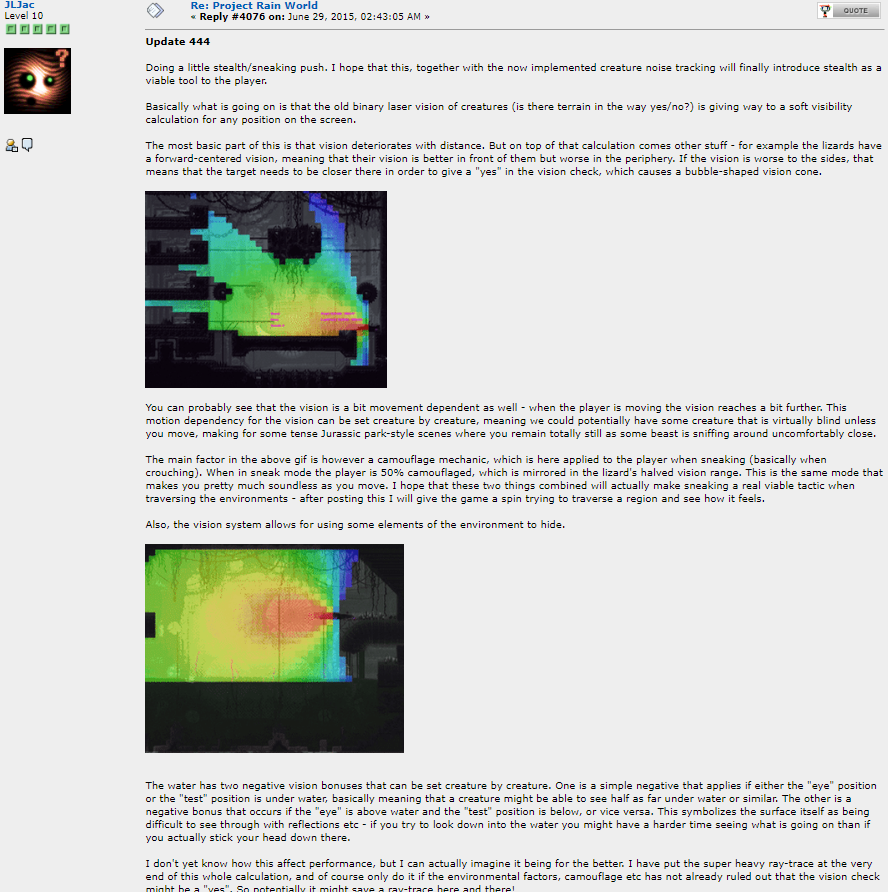 JLJac
Level 10
?
Re: Project Rain World
« Reply #4076 on: June 29, 2015, 02:43:05 AM »
QUOTE
Update 444
Doing a little stealth/sneaking push. I hope that this, together with the now implemented creature noise tracking will finally introduce stealth as a
viable tool to the player.
Basically what is going on is that the old binary laser vision of creatures (is there terrain in the way yes/no?) is giving way to a soft visibility
calculation for any position on the screen.
The most basic part of this is that vision deteriorates with distance. But on top of that calculation comes other stuff - for example the lizards have
a forward-centered vision, meaning that their vision is better in front of them but worse in the periphery. If the vision is worse to the sides, that
means that the target needs to be closer there in order to give a "yes" in the vision check, which causes a bubble-shaped vision cone.
You can probably see that the vision is a bit movement dependent as well - when the player is moving the vision reaches a bit further. This
motion dependency for the vision can be set creature by creature, meaning we could potentially have some creature that is virtually blind unless
you move, making for some tense Jurassic park-style scenes where you remain totally still as some beast is sniffing around uncomfortably close.
The main factor in the above gif is however a camouflage mechanic, which is here applied to the player when sneaking (basically when
crouching). When in sneak mode the player is 50% camouflaged, which is mirrored in the lizard's halved vision range. This is the same mode that
makes you pretty much soundless as you move. I hope that these two things combined will actually make sneaking a real viable tactic when
traversing the environments - after posting this I will give the game a spin trying to traverse a region and see how it feels.
Also, the vision system allows for using some elements of the environment to hide.
The water has two negative vision bonuses that can be set creature by creature. One is a simple negative that applies if either the "eye" position
or the "test" position is under water, basically meaning that a creature might be able to see half as far under water or similar. The other is a
negative bonus that occurs if the "eye" is above water and the "test" position is below, or vice versa. This symbolizes the surface itself as being
difficult to see through with reflections etc - if you try to look down into the water you might have a harder time seeing what is going on than if
you actually stick your head down there.
I don't yet know how this affect performance, but I can actually imagine it being for the better. I have put the super heavy ray-trace at the very
end of this whole calculation, and of course only do it if the environmental factors, camouflage etc has not already ruled out that the vision check
might be a "yes". So potentially it might save a ray-trace here and there!